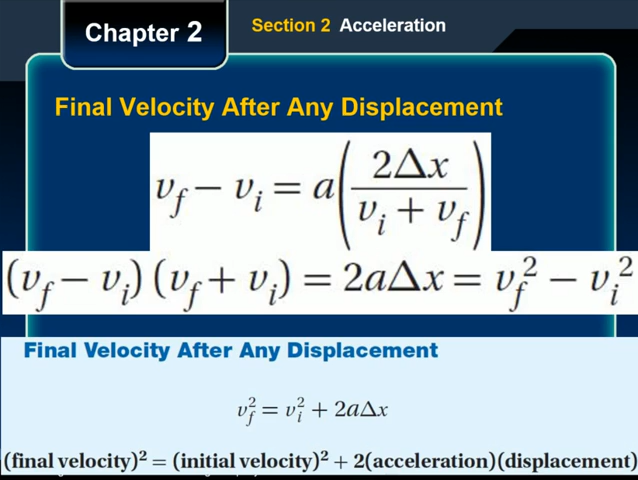 Chapter 2
Section 2 Acceleration
Final Velocity After Any Displacement
v_f − v_i = a(2Δx / (v_i + v_f))
(v_f − v_i)(v_f + v_i) = 2aΔx = v_f² − v_i²
Final Velocity After Any Displacement
v_f² = v_i² + 2aΔx
(final velocity)² = (initial velocity)² + 2(acceleration)(displacement)